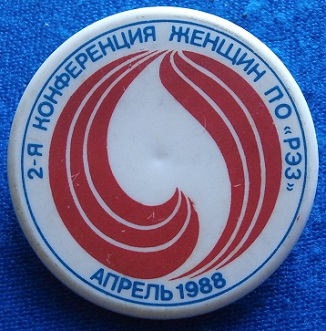 2-Я КОНФЕРЕНЦИЯ ЖЕНЩИН ПО «РЭЗ»
АПРЕЛЬ 1988